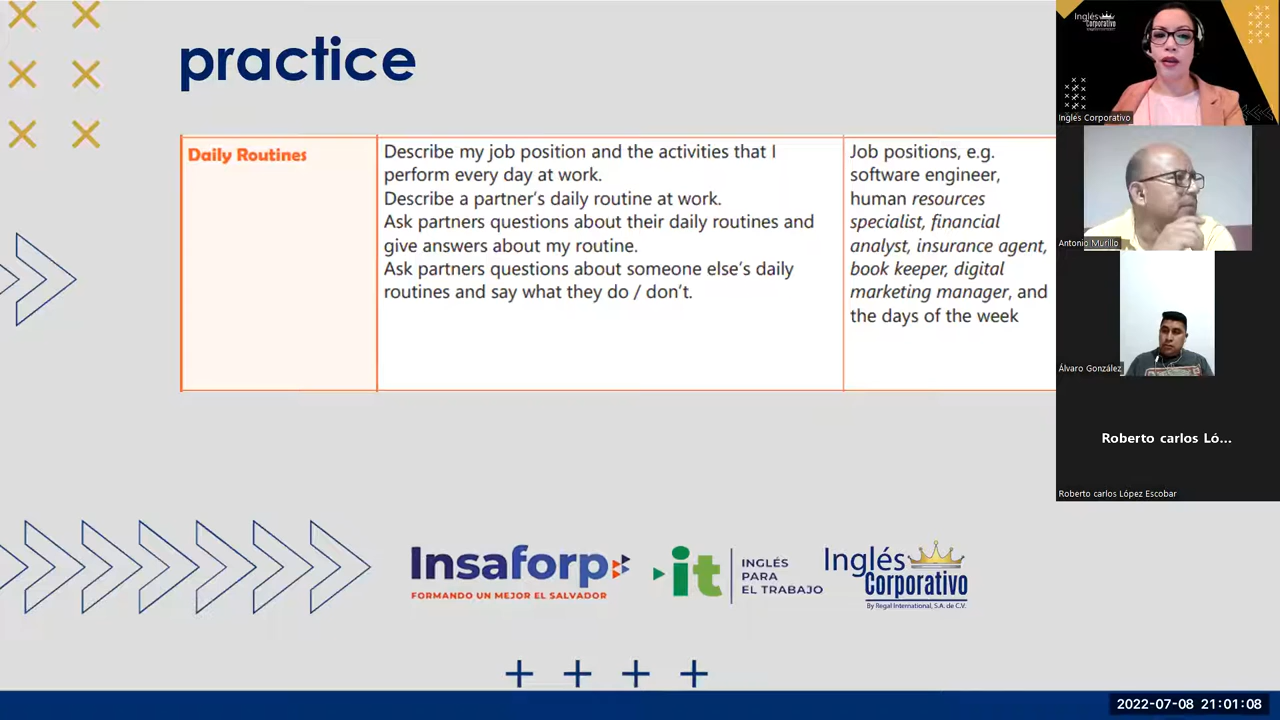 practice
Daily Routines
Describe my job position and the activities that I
perform every day at work.
Describe a partner's daily routine at work.
Ask partners questions about their daily routines and
give answers about my routine.
Ask partners questions about someone else's daily
routines and say what they do / don't.
Job positions, e.g.
software engineer,
human resources
specialist, financial
analyst, insurance agent,
book keeper, digital
marketing manager, and
the days of the week
Inglés
Corporativo
Inglés Corporativo
Antonio Murillo
Álvaro González
Roberto carlos Ló...
Roberto carlos López Escobar
Insaforp
FORMANDO UN MEJOR EL SALVADOR
it
INGLÉS
PARA
EL TRABAJO
Inglés
Corporativo
By Regal International, S.A. de C.V.
2022-07-08 21:01:08